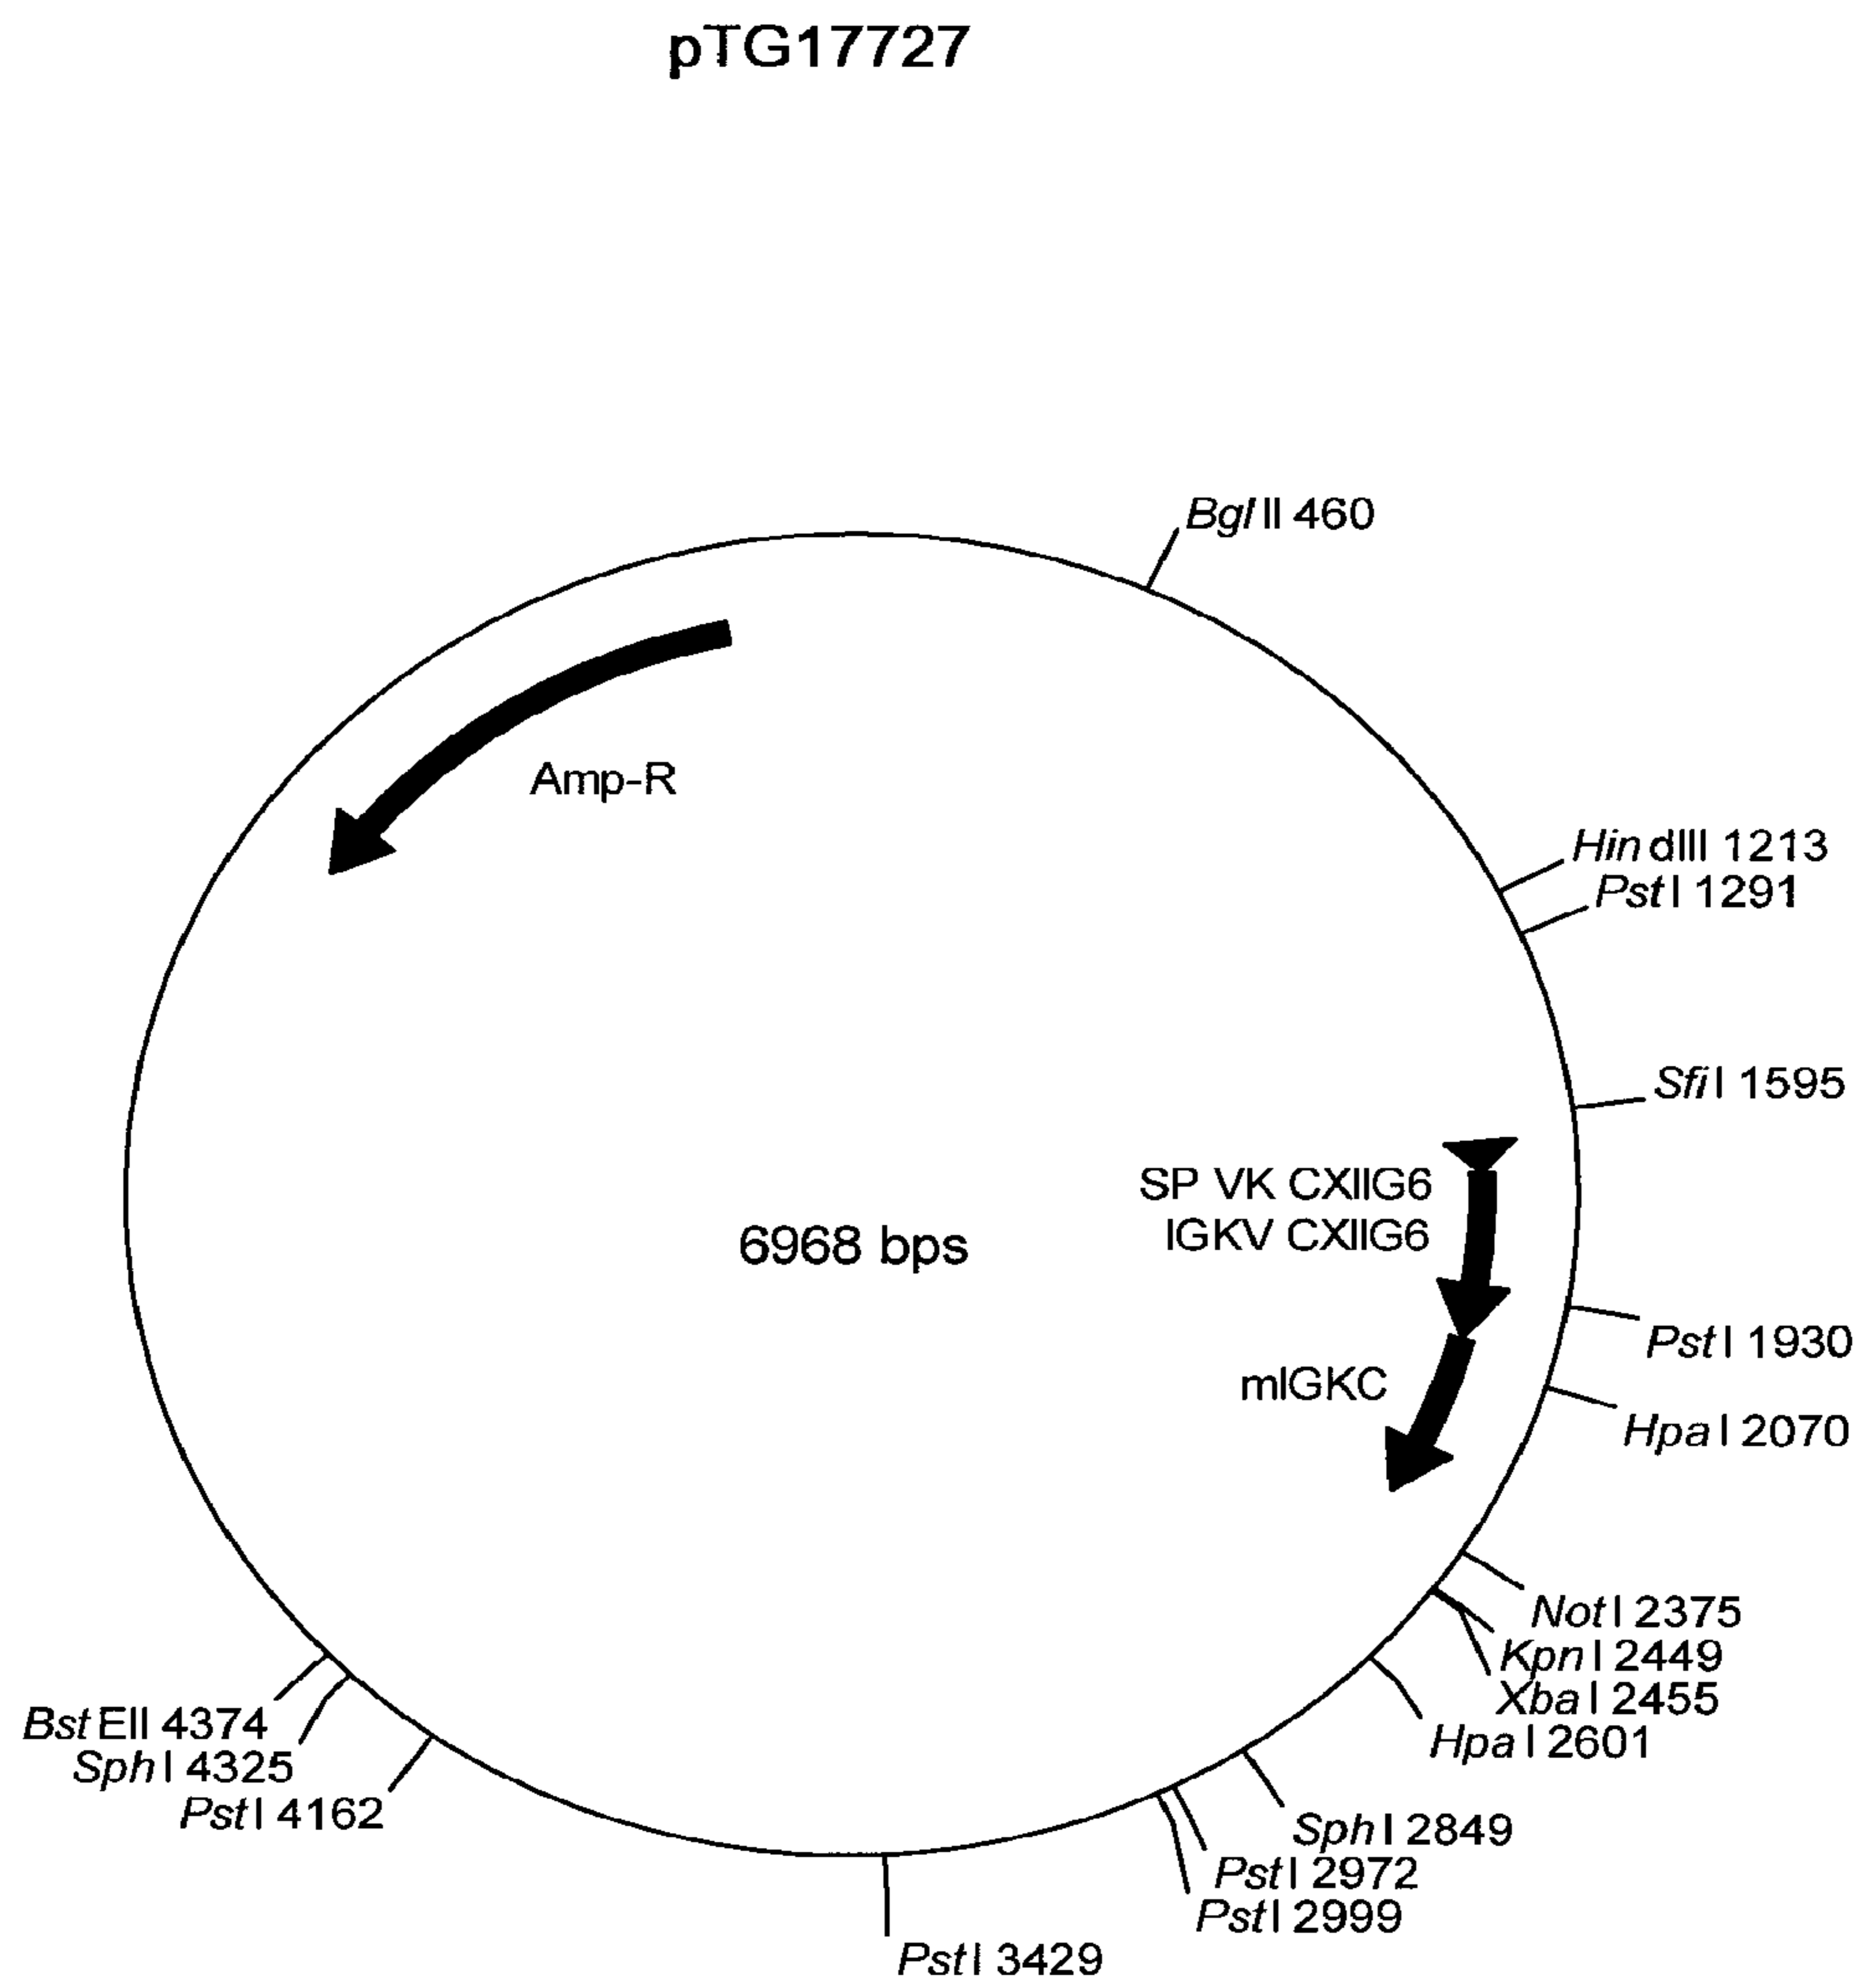 pTG17727
BglII 460
Amp-R
HindIII 1213
PstI 1291
SfiI 1595
SP VK CXIIG6
IGKV CXIIG6
6968 bps
PstI 1930
mIGKC
HpaI 2070
NotI 2375
KpnI 2449
XbaI 2455
HpaI 2601
BstEII 4374
SphI 4325
PstI 4162
SphI 2849
PstI 2972
PstI 2999
PstI 3429